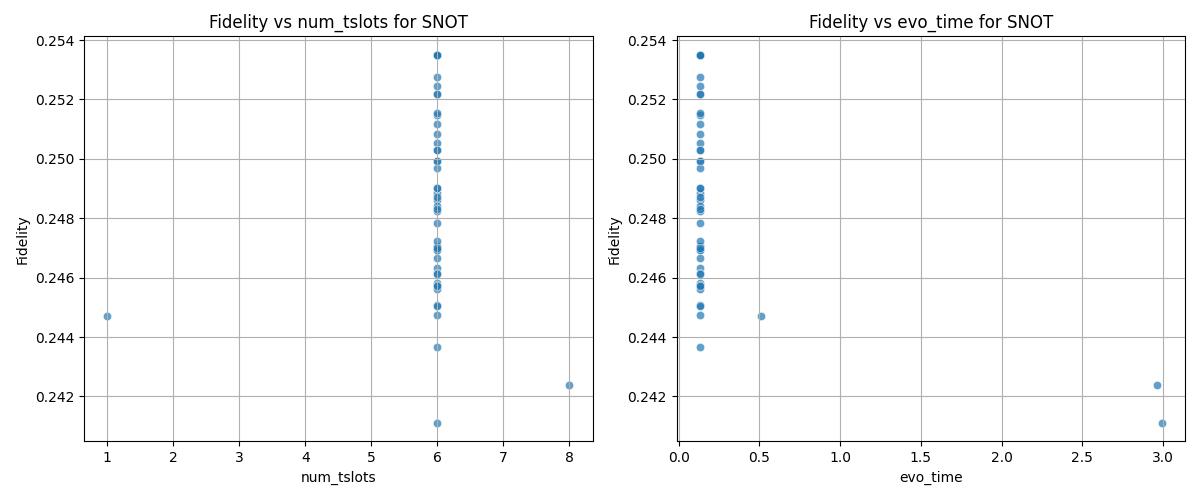 Fidelity vs num_tslots for SNOT
Fidelity
0.254
0.252
0.250
0.248
0.246
0.244
0.242
1 2 3 4 5 6 7 8
num_tslots
Fidelity vs evo_time for SNOT
Fidelity
0.254
0.252
0.250
0.248
0.246
0.244
0.242
0.0 0.5 1.0 1.5 2.0 2.5 3.0
evo_time